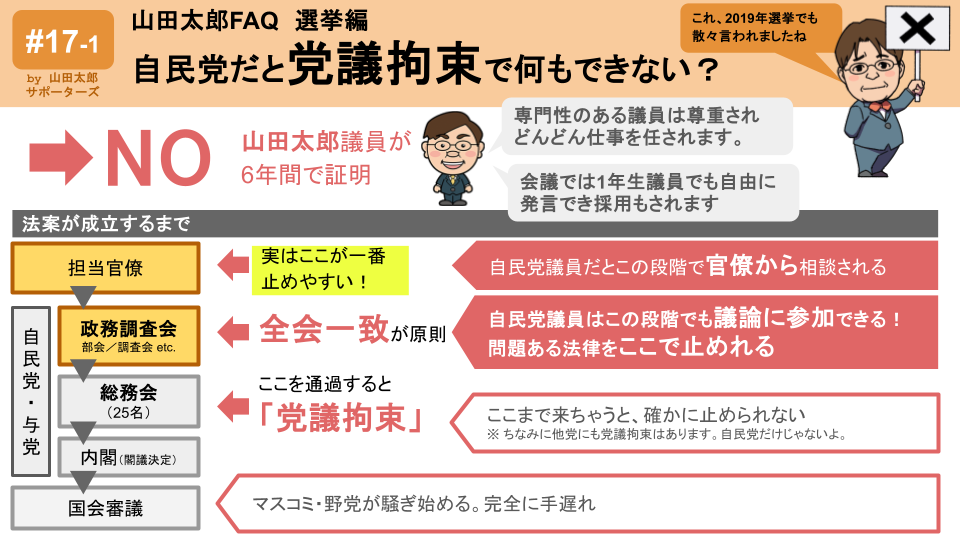 #17-1
by 山田太郎
サポーターズ
山田太郎FAQ 選挙編
自民党だと党議拘束で何もできない？
これ、2019年選挙でも
散々言われましたね
NO
山田太郎議員が
6年間で証明
専門性のある議員は尊重され
どんどん仕事を任されます。
会議では1年生議員でも自由に
発言でき採用もされます
法案が成立するまで
担当官僚
実はここが一番
止めやすい！
自民党議員だとこの段階で官僚から相談される
自民党・与党
政務調査会
部会／調査会 etc.
全会一致が原則
自民党議員はこの段階でも議論に参加できる！
問題ある法律をここで止めれる
総務会
（25名）
ここを通過すると
「党議拘束」
ここまで来ちゃうと、確かに止められない
※ ちなみに他党にも党議拘束はあります。自民党だけじゃないよ。
内閣（閣議決定）
国会審議
マスコミ・野党が騒ぎ始める。完全に手遅れ